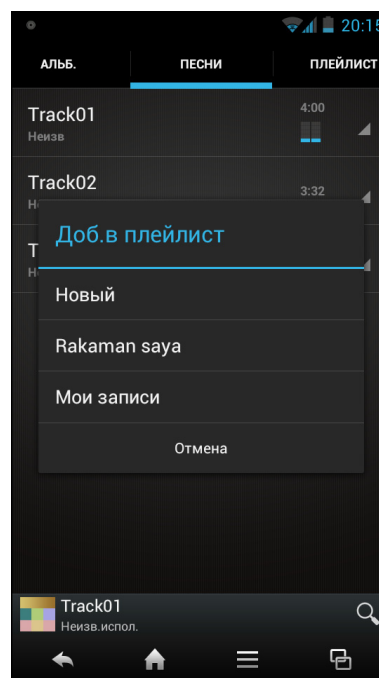 20:15
АЛЬБ. ПЕСНИ ПЛЕЙЛИСТ
Track01 4:00
Неизв
Track02 3:32
Доб.в плейлист
Новый
Rakaman saya
Мои записи
Отмена
Track01
Неизв.испол.